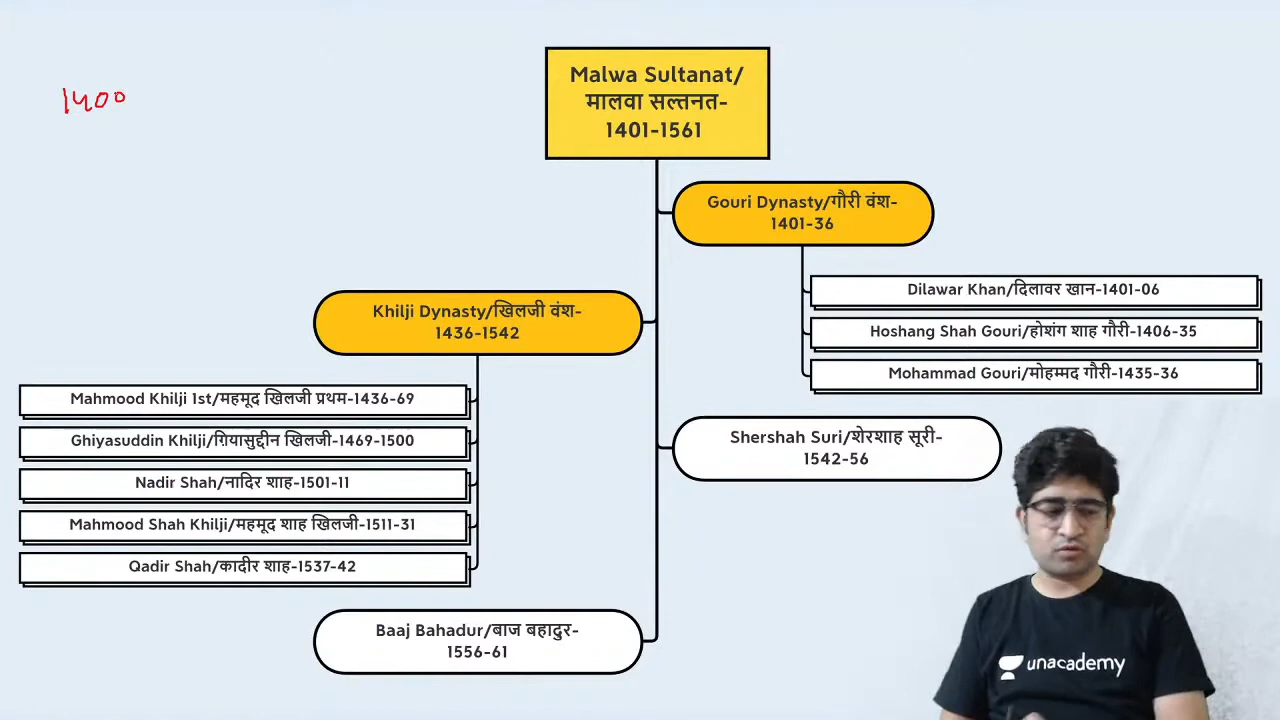 1400
Malwa Sultanat/
मालवा सल्तनत-
1401-1561
Gouri Dynasty/गौरी वंश-
1401-36
Dilawar Khan/दिलावर खान-1401-06
Hoshang Shah Gouri/होशंग शाह गौरी-1406-35
Mohammad Gouri/मोहम्मद गौरी-1435-36
Khilji Dynasty/खिलजी वंश-
1436-1542
Mahmood Khilji 1st/महमूद खिलजी प्रथम-1436-69
Ghiyasuddin Khilji/गियासुद्दीन खिलजी-1469-1500
Nadir Shah/नादिर शाह-1501-11
Mahmood Shah Khilji/महमूद शाह खिलजी-1511-31
Qadir Shah/कादीर शाह-1537-42
Shershah Suri/शेरशाह सूरी-
1542-56
Baaj Bahadur/बाज बहादुर-
1556-61
unacademy